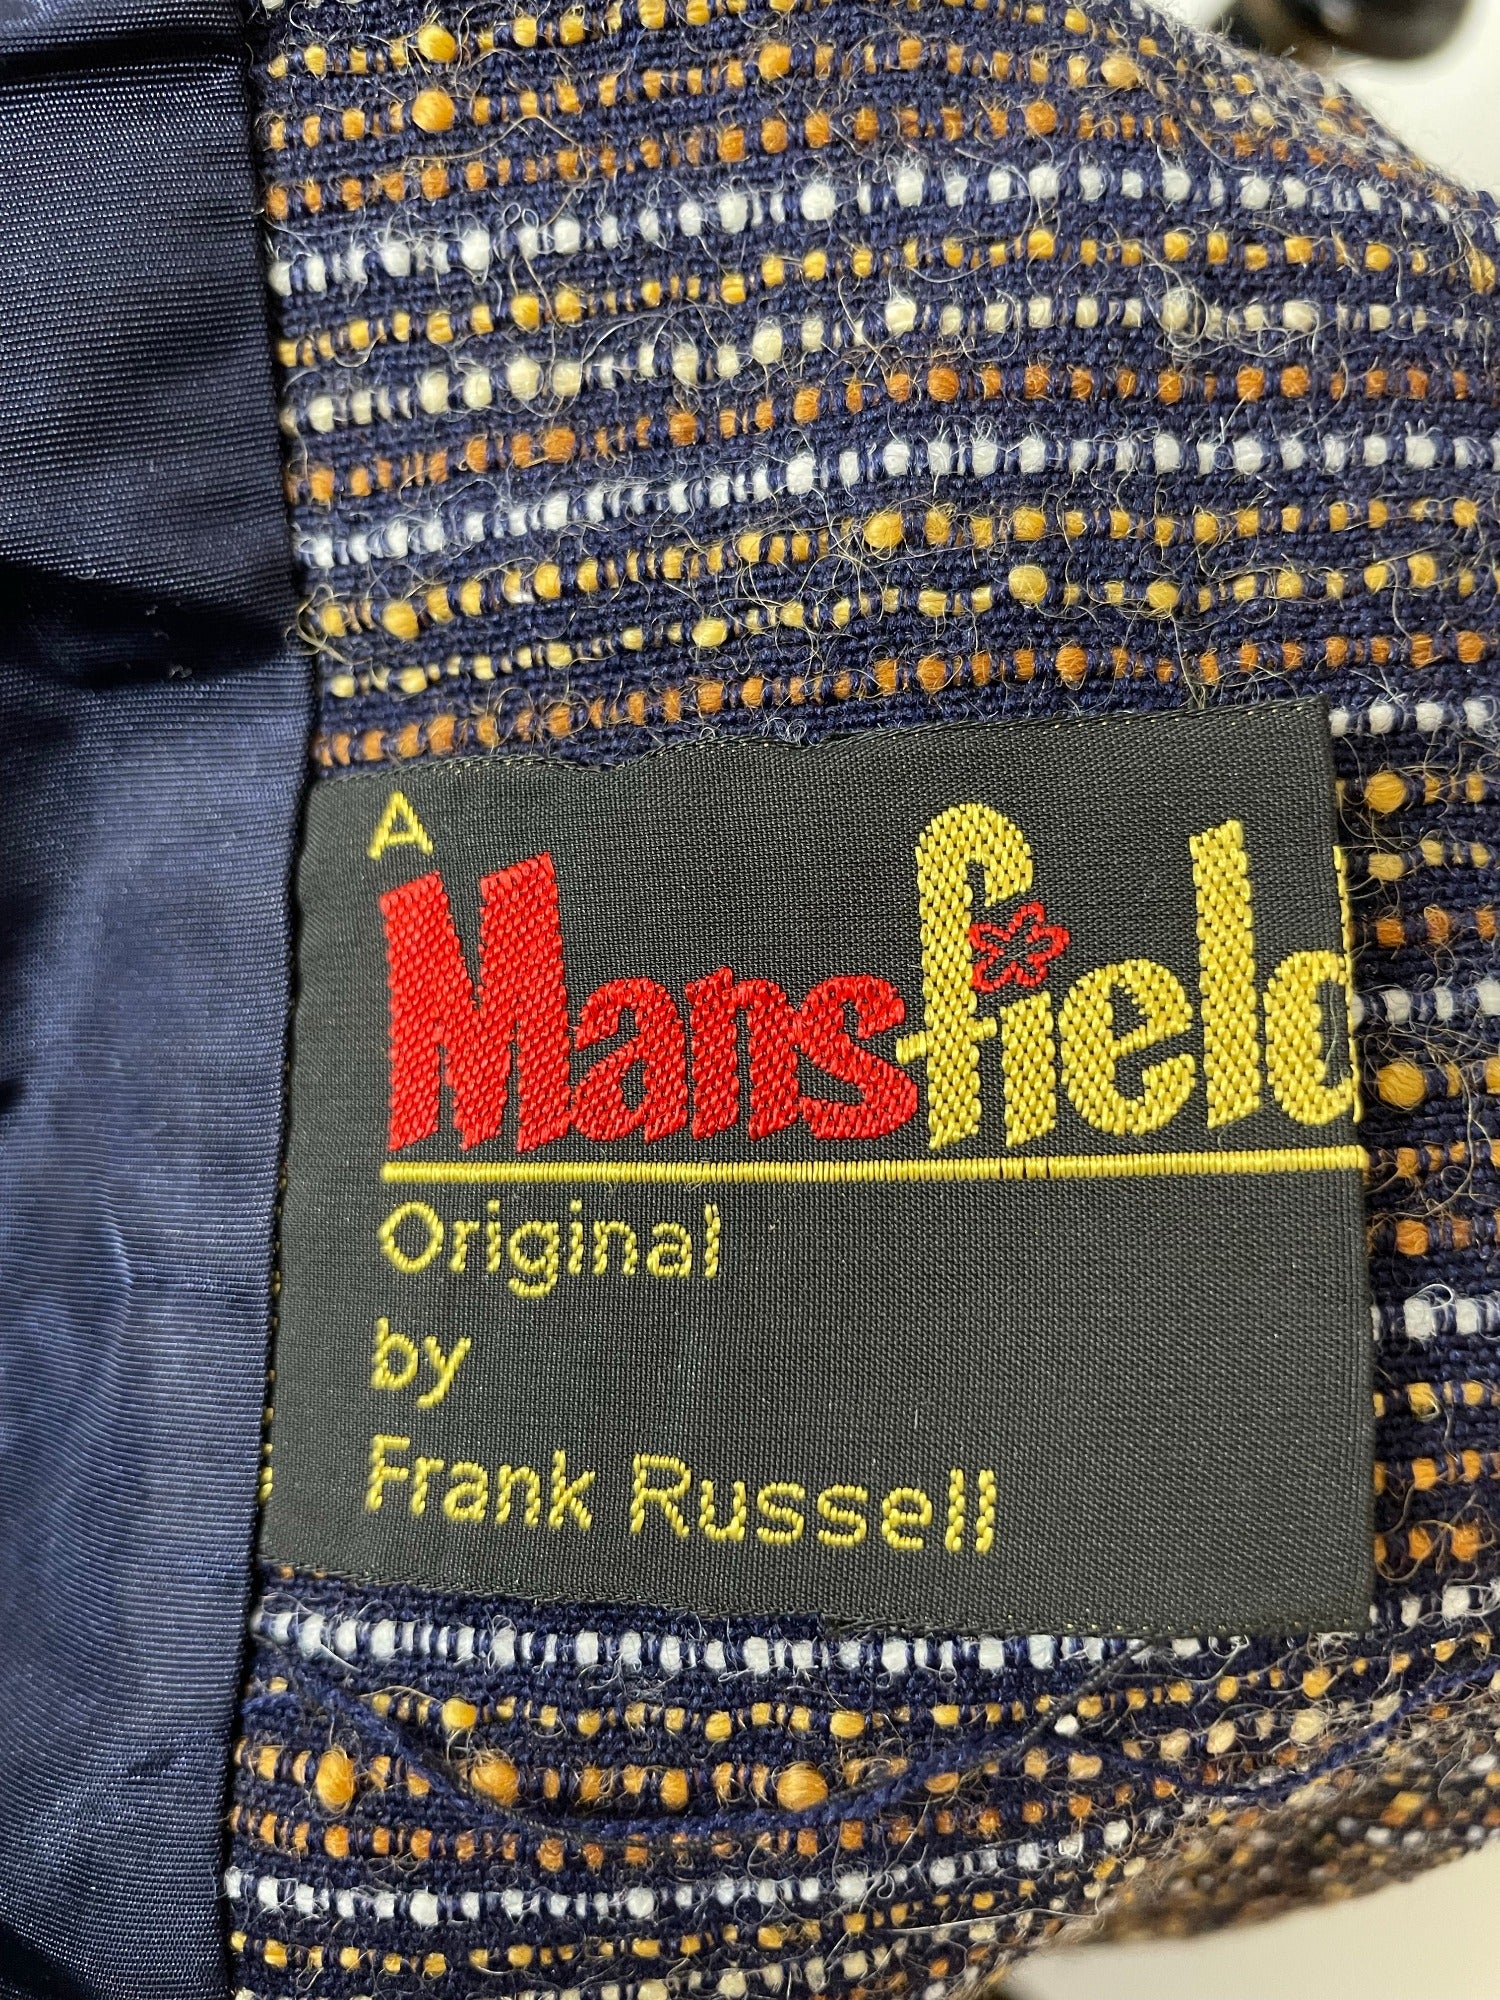 A
Mansfield
Original
by
Frank Russell